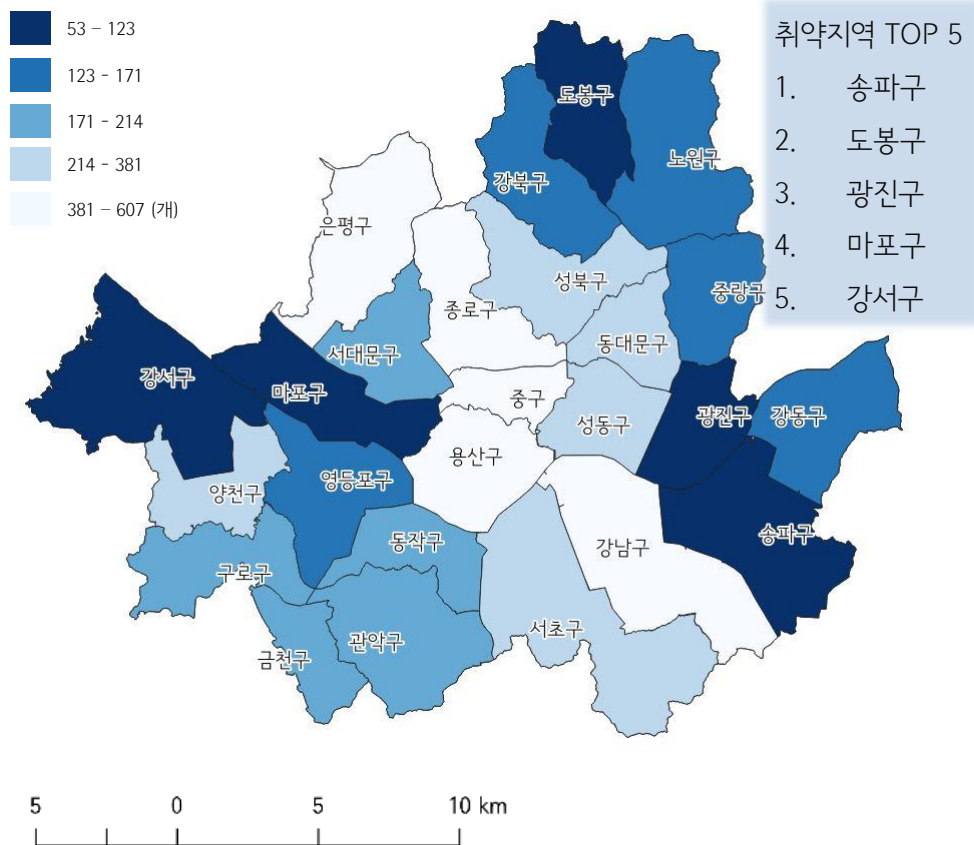 53 – 123
123 - 171
171 - 214
214 - 381
381 – 607 (개)
취약지역 TOP 5
1. 송파구
2. 도봉구
3. 광진구
4. 마포구
5. 강서구
도봉구
노원구
강북구
은평구
성북구
중랑구
종로구
동대문구
서대문구
강서구
마포구
중구
광진구
강동구
성동구
용산구
영등포구
양천구
송파구
동작구
강남구
구로구
서초구
관악구
금천구
5 0 5 10 km